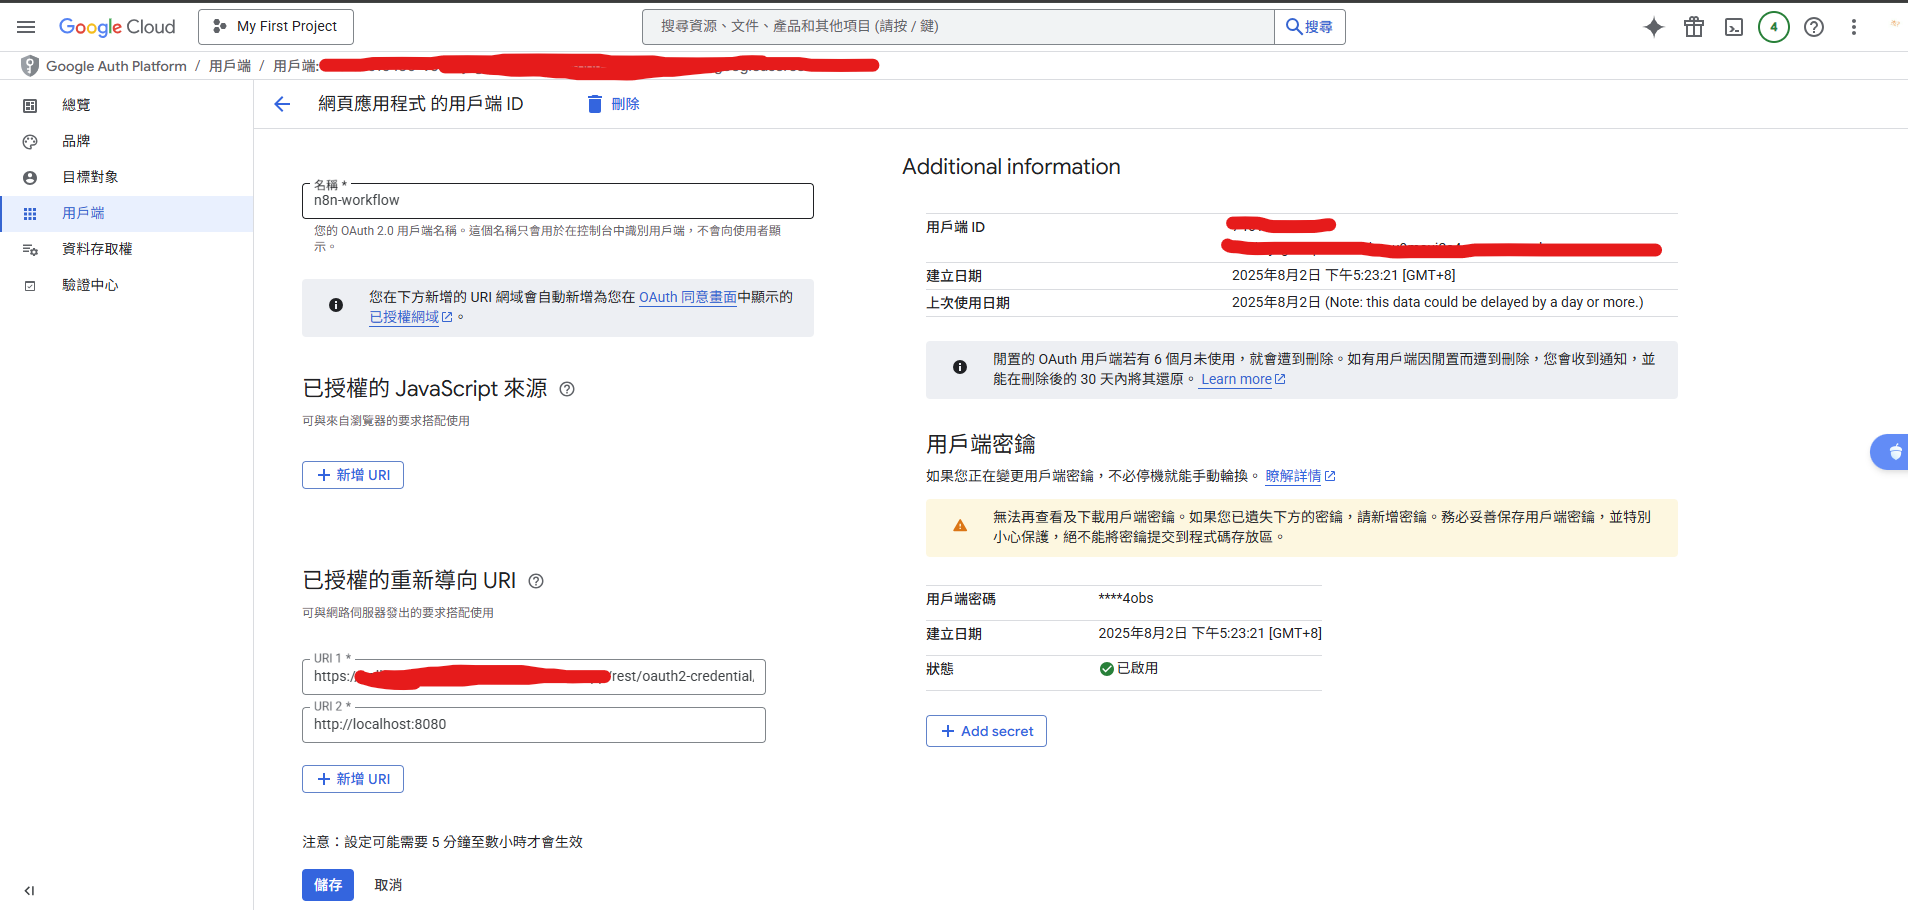 Google Cloud
My First Project
搜尋資源、文件、產品和其他項目 (請按 / 鍵)
搜尋
4
Google Auth Platform / 用戶端 / 用戶端:
總覽
品牌
目標對象
用戶端
資料存取權
驗證中心
網頁應用程式 的用戶端 ID
刪除
名稱 *
n8n-workflow
您的 OAuth 2.0 用戶端名稱。這個名稱只會用於在控制台中識別用戶端，不會向使用者顯
示。
您在下方新增的 URI 網域會自動新增為您在 OAuth 同意畫面中顯示的
已授權網域。
已授權的 JavaScript 來源
可與來自瀏覽器的要求搭配使用
新增 URI
已授權的重新導向 URI
可與網路伺服器發出的要求搭配使用
URI 1 *
https:/ /rest/oauth2-credential/
URI 2 *
http://localhost:8080
新增 URI
注意：設定可能需要 5 分鐘至數小時才會生效
儲存
取消
Additional information
用戶端 ID
建立日期 2025年8月2日 下午5:23:21 [GMT+8]
上次使用日期 2025年8月2日 (Note: this data could be delayed by a day or more.)
閒置的 OAuth 用戶端若有 6 個月未使用，就會遭到刪除。如有用戶端因閒置而遭到刪除，您會收到通知，並
能在刪除後的 30 天內將其還原。 Learn more
用戶端密鑰
如果您正在變更用戶端密鑰，不必停機就能手動輪換。 瞭解詳情
無法再查看及下載用戶端密鑰。如果您已遺失下方的密鑰，請新增密鑰。務必妥善保存用戶端密鑰，並特別
小心保護，絕不能將密鑰提交到程式碼存放區。
用戶端密碼 ****4obs
建立日期 2025年8月2日 下午5:23:21 [GMT+8]
狀態 已啟用
Add secret